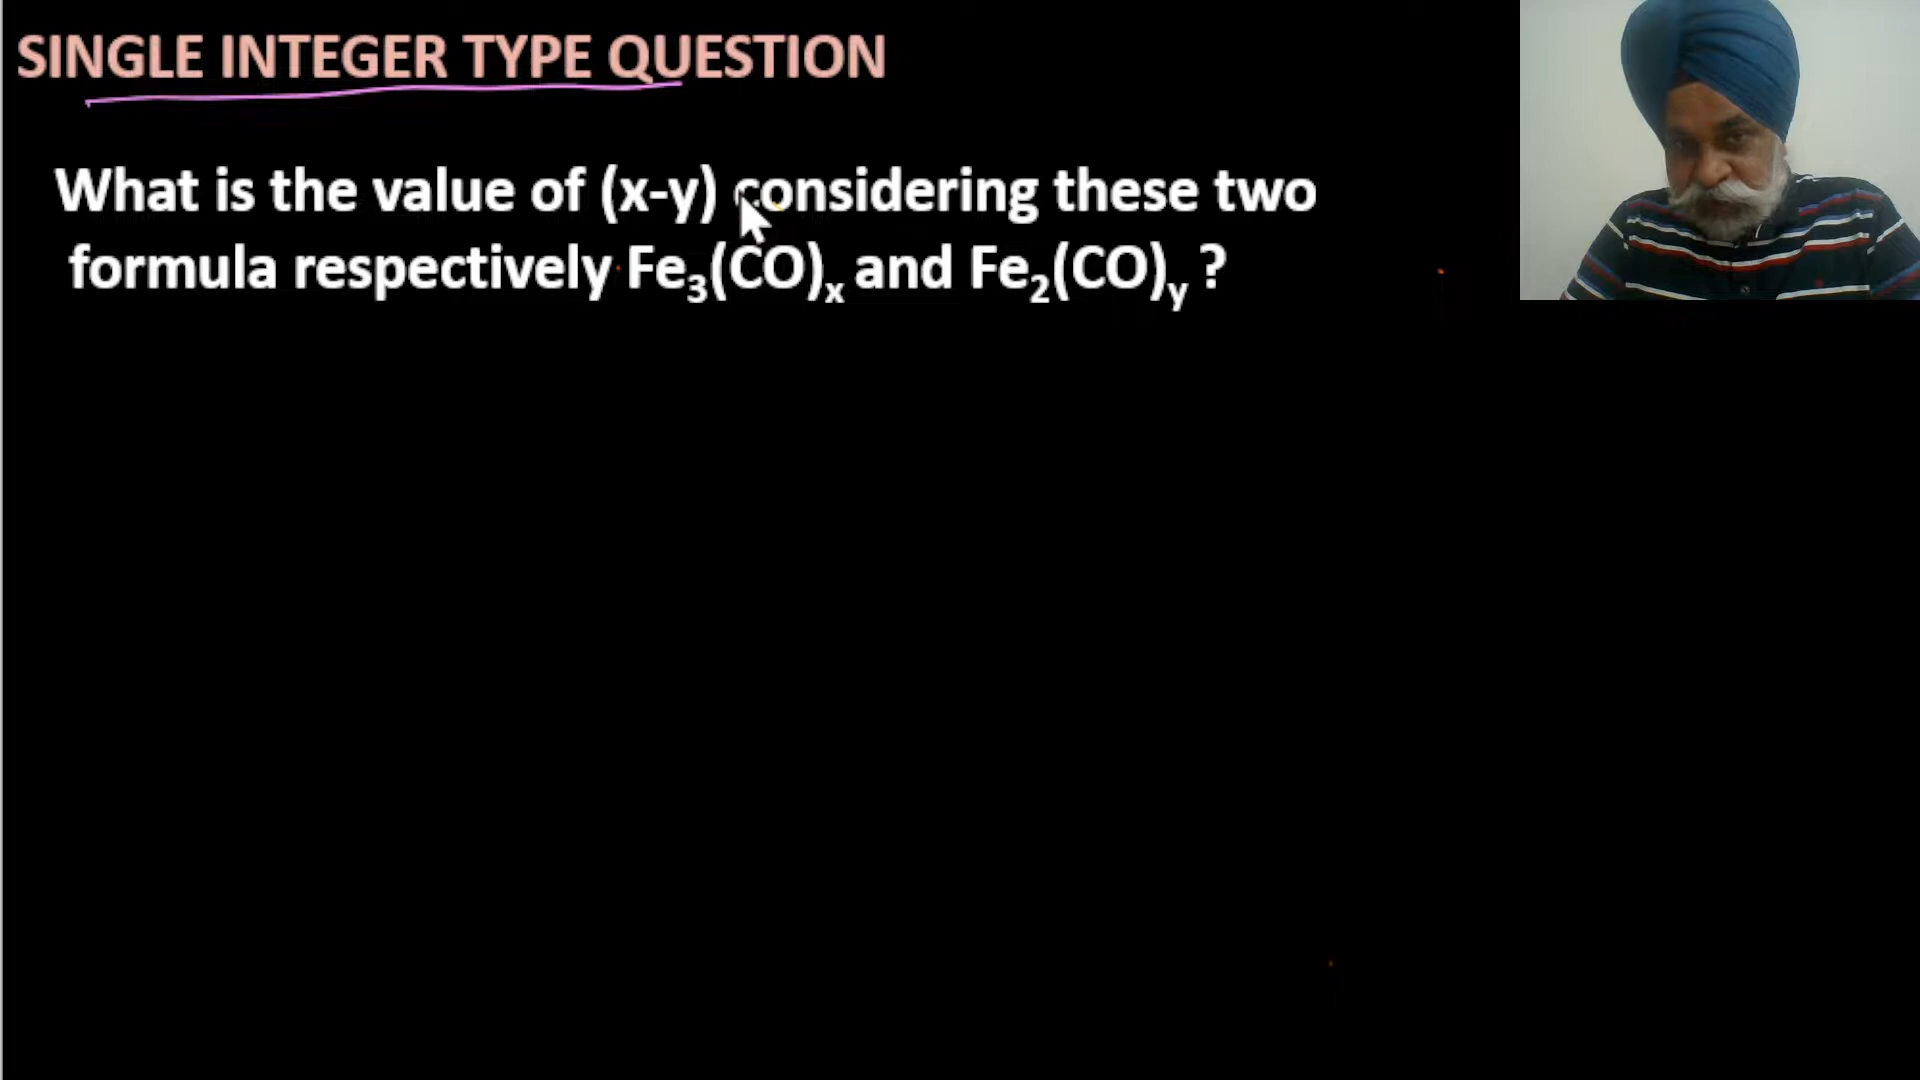 SINGLE INTEGER TYPE QUESTION
What is the value of (x-y) considering these two
formula respectively Fe₃(CO)ₓ and Fe₂(CO)ᵧ ?